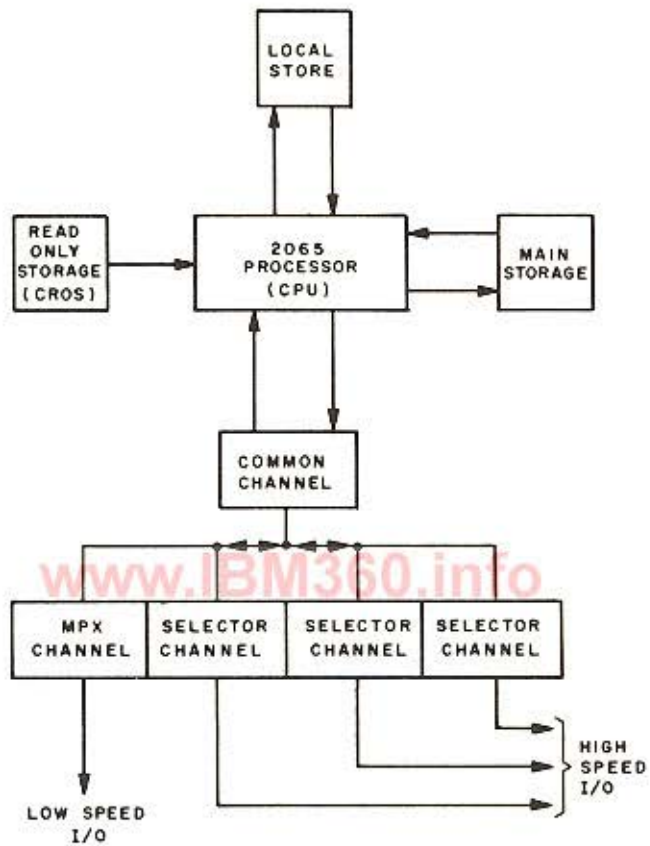 LOCAL
STORE
READ
ONLY
STORAGE
(CROS)
2065
PROCESSOR
(CPU)
MAIN
STORAGE
COMMON
CHANNEL
www.IBM360.info
MPX
CHANNEL
SELECTOR
CHANNEL
SELECTOR
CHANNEL
SELECTOR
CHANNEL
HIGH
SPEED
I/O
LOW SPEED
I/O